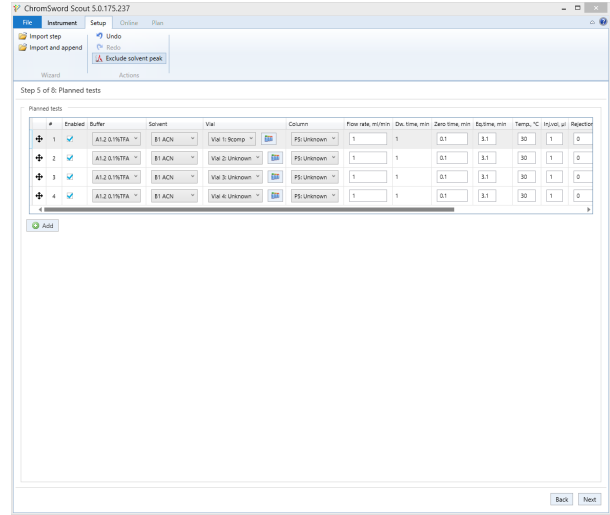 ChromSword Scout 5.0.175.237
File Instrument Setup Online Plan
Import step Undo
Import and append Redo
Exclude solvent peak
Wizard Actions
Step 5 of 8: Planned tests
Planned tests
# Enabled Buffer Solvent Vial Column Flow rate, ml/min Dw. time, min Zero time, min Eq.time, min Temp., °C Inj.vol, µl Rejection
1 A1.2 0.1%TFA B1 ACN Vial 1: 9comp P5: Unknown 1 1 0.1 3.1 30 1 0
2 A1.2 0.1%TFA B1 ACN Vial 2: Unknown P5: Unknown 1 1 0.1 3.1 30 1 0
3 A1.2 0.1%TFA B1 ACN Vial 3: Unknown P5: Unknown 1 1 0.1 3.1 30 1 0
4 A1.2 0.1%TFA B1 ACN Vial 4: Unknown P5: Unknown 1 1 0.1 3.1 30 1 0
Add
Back Next